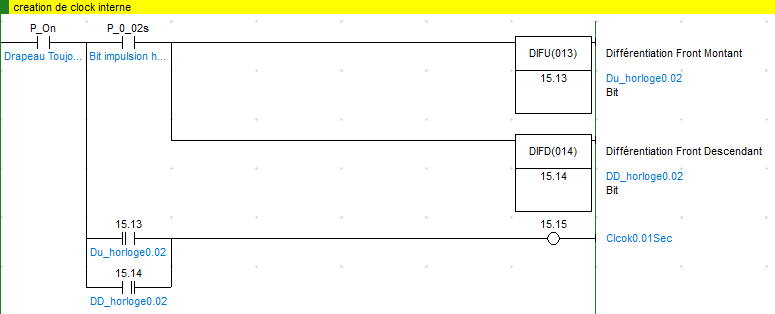 creation de clock interne
P_On
P_0_02s
Drapeau Toujo...
Bit impulsion h...
DIFU(013)
Différentiation Front Montant
15.13
Du_horloge0.02
Bit
DIFD(014)
Différentiation Front Descendant
15.14
DD_horloge0.02
Bit
15.13
15.15
Du_horloge0.02
Clcok0.01Sec
15.14
DD_horloge0.02